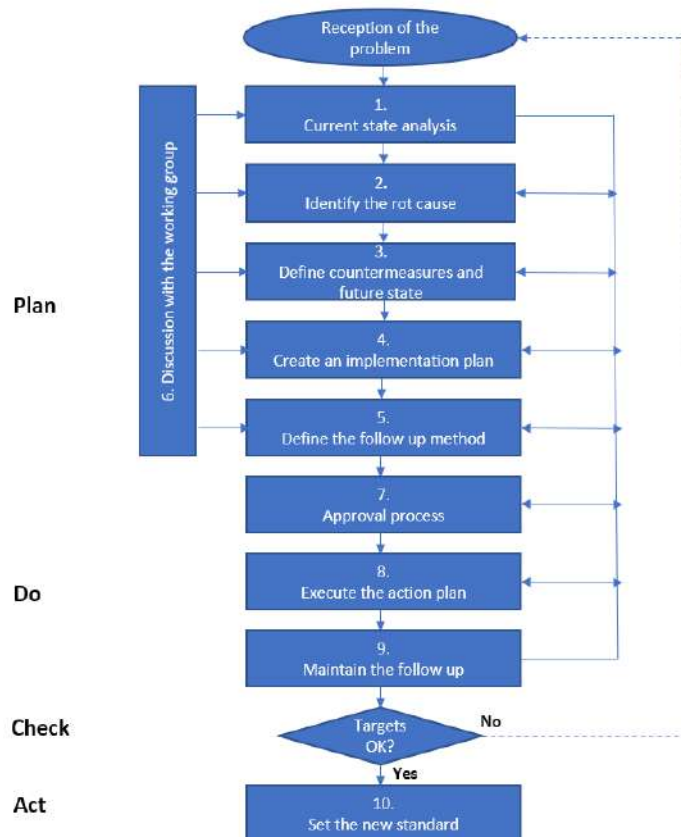 Reception of the
problem
1.
Current state analysis
2.
Identify the rot cause
3.
Define countermeasures and
future state
Plan
6. Discussion with the working group
4.
Create an implementation plan
5.
Define the follow up method
7.
Approval process
8.
Execute the action plan
Do
9.
Maintain the follow up
Check
Targets
OK?
No
Yes
Act
10.
Set the new standard